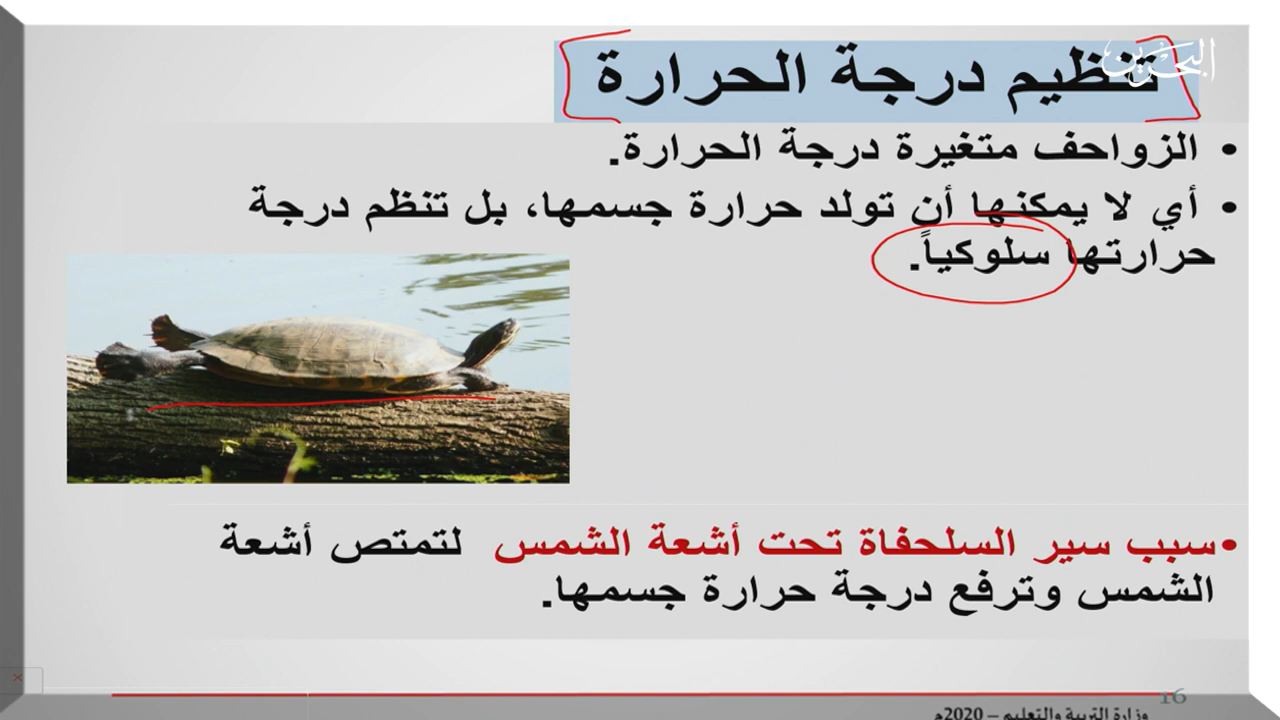 البحرين
تنظيم درجة الحرارة
• الزواحف متغيرة درجة الحرارة.
• أي لا يمكنها أن تولد حرارة جسمها، بل تنظم درجة
حرارتها سلوكياً.
• سبب سير السلحفاة تحت أشعة الشمس لتمتص أشعة
الشمس وترفع درجة حرارة جسمها.
16
وزارة التربية والتعليم – 2020م